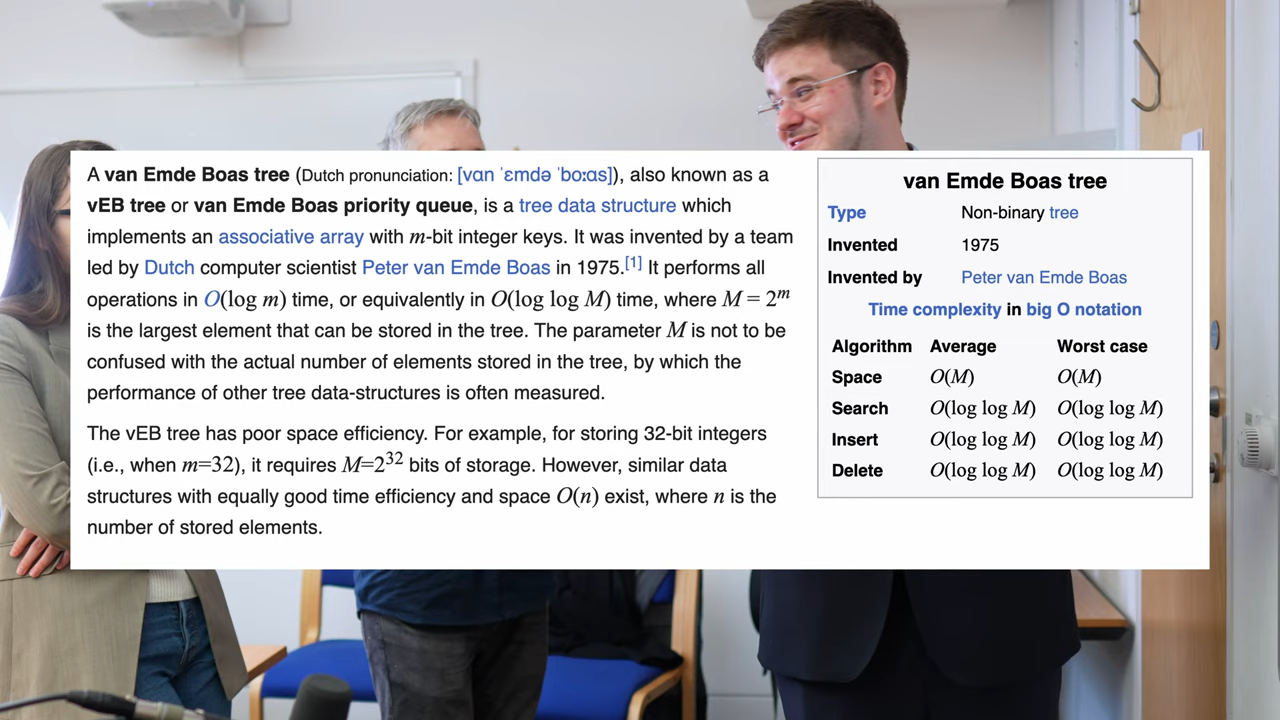 A van Emde Boas tree (Dutch pronunciation: [vɑn ˈɛmdə ˈboːɑs]), also known as a
vEB tree or van Emde Boas priority queue, is a tree data structure which
implements an associative array with m-bit integer keys. It was invented by a team
led by Dutch computer scientist Peter van Emde Boas in 1975.[1] It performs all
operations in O(log m) time, or equivalently in O(log log M) time, where M = 2^m
is the largest element that can be stored in the tree. The parameter M is not to be
confused with the actual number of elements stored in the tree, by which the
performance of other tree data-structures is often measured.
The vEB tree has poor space efficiency. For example, for storing 32-bit integers
(i.e., when m=32), it requires M=2^32 bits of storage. However, similar data
structures with equally good time efficiency and space O(n) exist, where n is the
number of stored elements.
van Emde Boas tree
Type Non-binary tree
Invented 1975
Invented by Peter van Emde Boas
Time complexity in big O notation
Algorithm Average Worst case
Space O(M) O(M)
Search O(log log M) O(log log M)
Insert O(log log M) O(log log M)
Delete O(log log M) O(log log M)